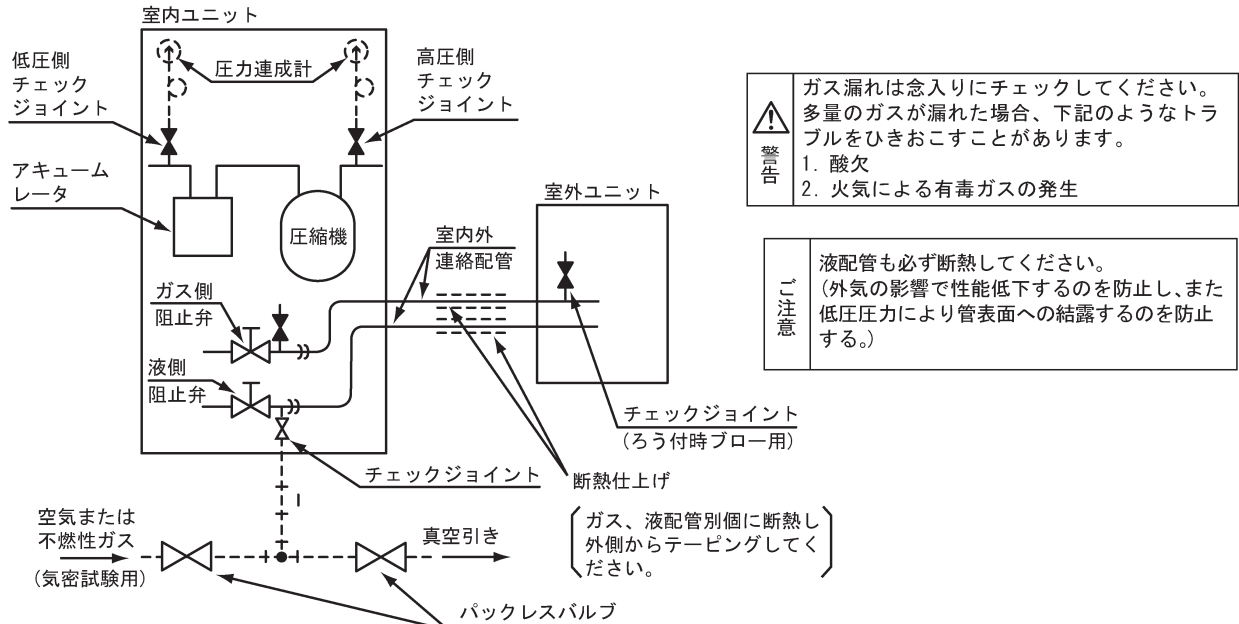 室内ユニット
低圧側
チェック
ジョイント
圧力連成計
高圧側
チェック
ジョイント
アキューム
レータ
圧縮機
室内外
連絡配管
室外ユニット
ガス側
阻止弁
液側
阻止弁
チェックジョイント
(ろう付時ブロー用)
チェックジョイント
断熱仕上げ
ガス、液配管別個に断熱し
外側からテーピングしてく
ださい。
空気または
不燃性ガス
(気密試験用)
真空引き
パックレスバルブ
警告
ガス漏れは念入りにチェックしてください。
多量のガスが漏れた場合、下記のようなトラ
ブルをひきおこすことがあります。
1. 酸欠
2. 火気による有毒ガスの発生
ご注意
液配管も必ず断熱してください。
(外気の影響で性能低下するのを防止し、また
低圧圧力により管表面への結露するのを防止
する。)